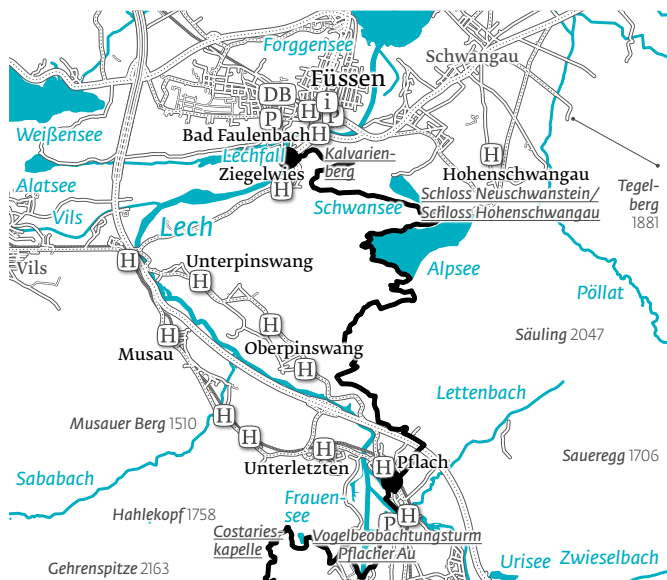 Forggensee
Schwangau
Füssen
DB
i
H
P
P
Weißensee
Bad Faulenbach
H
Lechfall
Kalvarien-
berg
H
Hohenschwangau
Alatsee
Ziegelwies
H
Schloss Neuschwanstein/
Schloss Hohenschwangau
Tegel-
berg
1881
Schwansee
Vils
Lech
Vils
H
Unterpinswang
H
Alpsee
Pöllat
H
Säuling 2047
H
Musau
Oberpinswang
H
Lettenbach
Musauer Berg 1510
H
H
H
Unterletzten
H
Pflach
Saueregg 1706
Sababach
Frauen-
see
Hahlekopf 1758
H
P
Costaries-
kapelle
Vogelbeobachtungsturm
Pflacher Au
Gehrenspitze 2163
Urisee
Zwieselbach